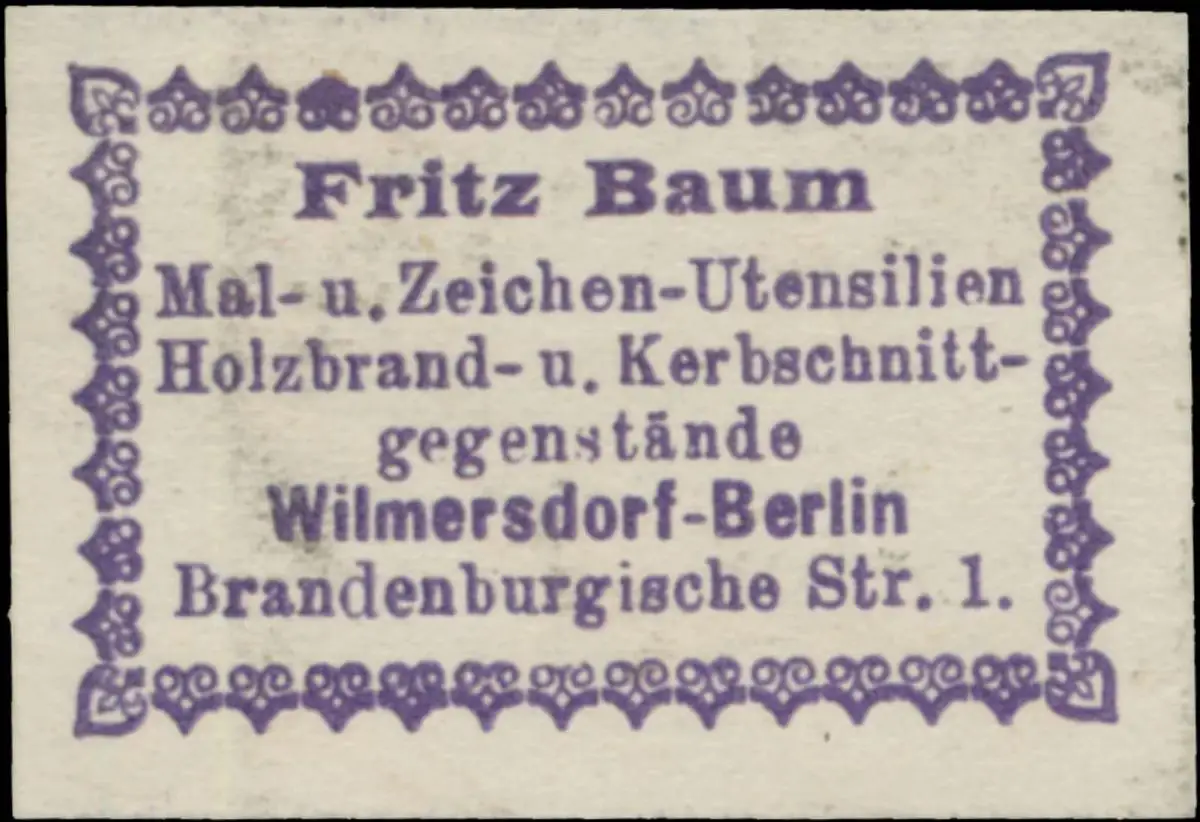 Fritz Baum
Mal- u. Zeichen-Utensilien
Holzbrand- u. Kerbschnitt-
gegenstände
Wilmersdorf-Berlin
Brandenburgische Str. 1.